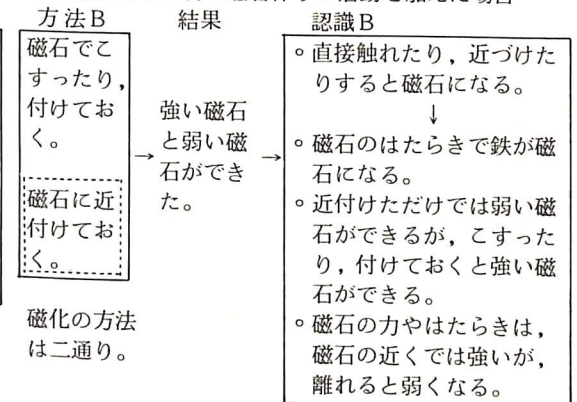 方法B
結果
認識B
磁石でこ
すったり，
付けてお
く。
磁石に近
付けてお
く。
磁化の方法
は二通り。
→
強い磁石
と弱い磁
石ができ
た。
→
○直接触れたり，近づけた
りすると磁石になる。
↓
○磁石のはたらきで鉄が磁
石になる。
○近付けただけでは弱い磁
石ができるが，こすった
り，付けておくと強い磁
石ができる。
○磁石の力やはたらきは，
磁石の近くでは強いが，
離れると弱くなる。